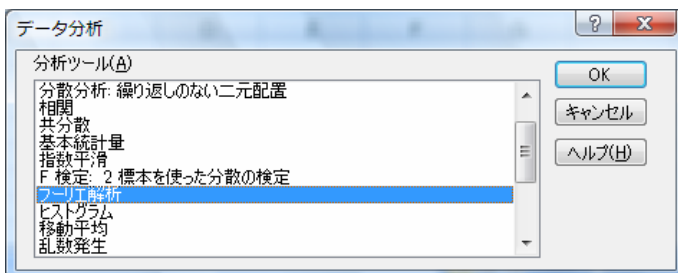 データ分析
分析ツール(A)
分散分析: 繰り返しのない二元配置
相関
共分散
基本統計量
指数平滑
F 検定: 2 標本を使った分散の検定
フーリエ解析
ヒストグラム
移動平均
乱数発生
OK
キャンセル
ヘルプ(H)